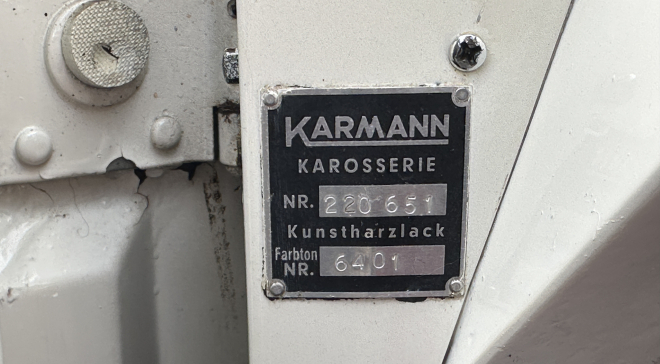 KARMANN
KAROSSERIE
NR. 220 651
Kunstharzlack
Farbton
NR. 6401